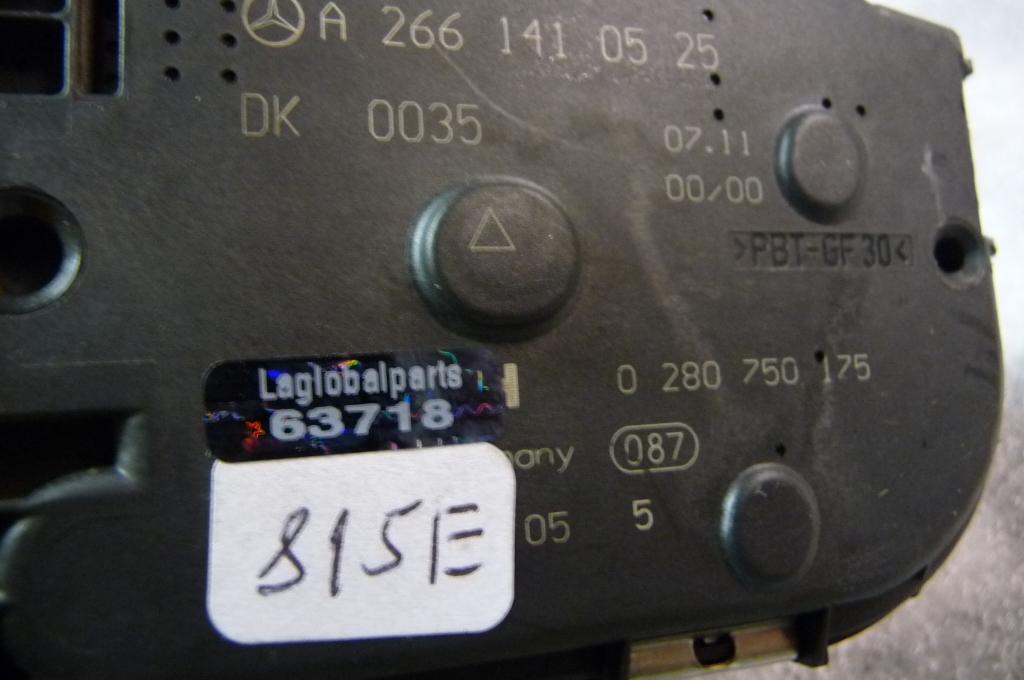 A 266 141 05 25
DK 0035
07.11
00/00
>PBT-GF30<
Laglobalparts
63718
0 280 750 175
087
815E
05 5